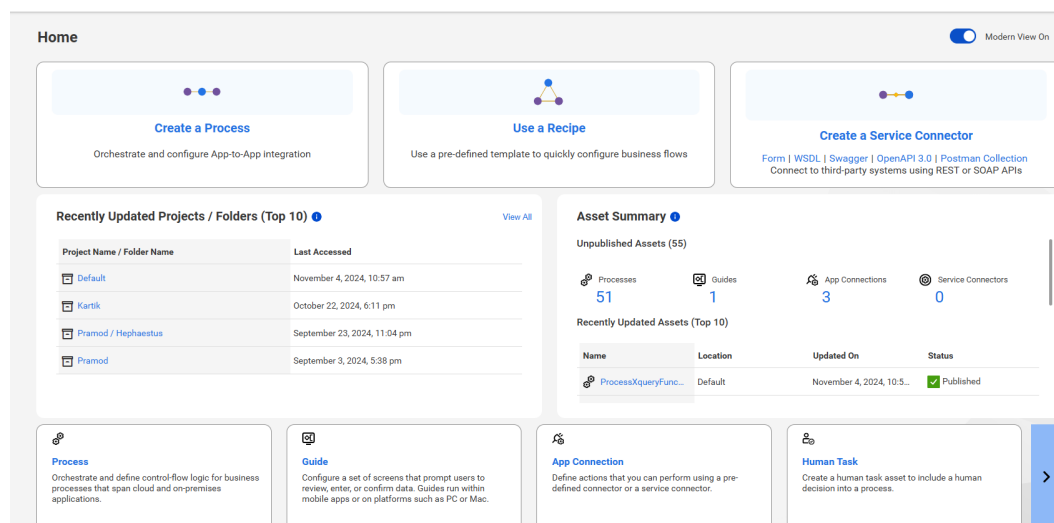 Home
Modern View On
Create a Process
Orchestrate and configure App-to-App integration
Use a Recipe
Use a pre-defined template to quickly configure business flows
Create a Service Connector
Form | WSDL | Swagger | OpenAPI 3.0 | Postman Collection
Connect to third-party systems using REST or SOAP APIs
Recently Updated Projects / Folders (Top 10)
View All
Project Name / Folder Name Last Accessed
Default November 4, 2024, 10:57 am
Kartik October 22, 2024, 6:11 pm
Pramod / Hephaestus September 23, 2024, 11:04 pm
Pramod September 3, 2024, 5:38 pm
Asset Summary
Unpublished Assets (55)
Processes Guides App Connections Service Connectors
51 1 3 0
Recently Updated Assets (Top 10)
Name Location Updated On Status
ProcessXqueryFunc... Default November 4, 2024, 10:5... Published
Process
Orchestrate and define control-flow logic for business
processes that span cloud and on-premises
applications.
Guide
Configure a set of screens that prompt users to
review, enter, or confirm data. Guides run within
mobile apps or on platforms such as PC or Mac.
App Connection
Define actions that you can perform using a pre-
defined connector or a service connector.
Human Task
Create a human task asset to include a human
decision into a process.